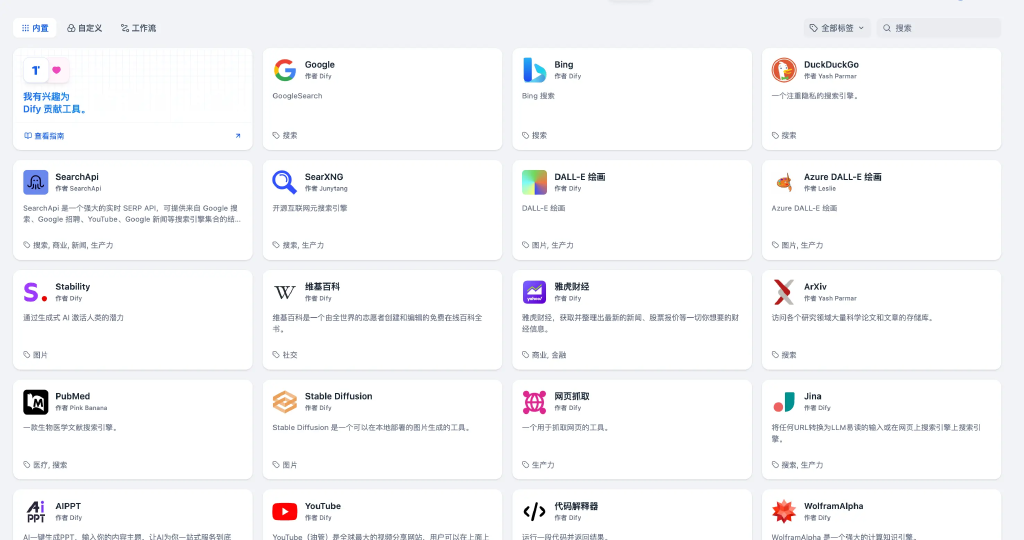 内置
自定义
工作流
全部标签
搜索
我有兴趣为
Dify 贡献工具。
查看指南
Google
作者 Dify
GoogleSearch
搜索
Bing
作者 Dify
Bing 搜索
搜索
DuckDuckGo
作者 Yash Parmar
一个注重隐私的搜索引擎。
搜索
SearchApi
作者 SearchApi
SearchApi 是一个强大的实时 SERP API，可提供来自 Google 搜
索、Google 招聘、YouTube、Google 新闻等搜索引擎集合的结...
搜索, 商业, 新闻, 生产力
SearXNG
作者 Junytang
开源互联网元搜索引擎
搜索, 生产力
DALL-E 绘画
作者 Dify
DALL-E 绘画
图片, 生产力
Azure DALL-E 绘画
作者 Leslie
Azure DALL-E 绘画
图片, 生产力
Stability
作者 Dify
通过生成式 AI 激活人类的潜力
图片
维基百科
作者 Dify
维基百科是一个由全世界的志愿者创建和编辑的免费在线百科全
书。
社交
雅虎财经
作者 Dify
雅虎财经，获取并整理出最新的新闻、股票报价等一切你想要的财
经信息。
商业, 金融
ArXiv
作者 Yash Parmar
访问各个研究领域大量科学论文和文章的存储库。
搜索
PubMed
作者 Pink Banana
一款生物医学文献搜索引擎。
医疗, 搜索
Stable Diffusion
作者 Dify
Stable Diffusion 是一个可以在本地部署的图片生成的工具。
图片
网页抓取
作者 Dify
一个用于抓取网页的工具。
生产力
Jina
作者 Dify
将任何URL转换为LLM易读的输入或在网页上搜索引擎上搜索引
擎。
搜索, 生产力
AIPPT
作者 Dify
AI一键生成PPT，输入你的内容主题，让AI为你一站式服务到底
YouTube
作者 Dify
YouTube（油管）是全球最大的视频分享网站，用户可以在上面上
代码解释器
作者 Dify
运行一段代码并返回结果。
WolframAlpha
作者 Dify
WolframAlpha 是一个强大的计算知识引擎。